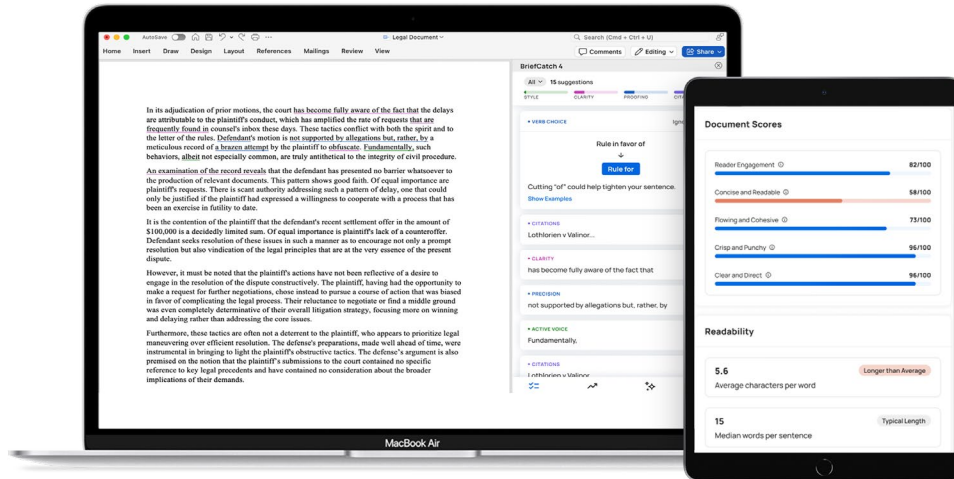 AutoSave
Legal Document
Search (Cmd + Ctrl + U)
Home Insert Draw Design Layout References Mailings Review View
Comments Editing Share
In its adjudication of prior motions, the court has become fully aware of the fact that the delays
are attributable to the plaintiff's conduct, which has amplified the rate of requests that are
frequently found in counsel's inbox these days. These tactics conflict with both the spirit and to
the letter of the rules. Defendant's motion is not supported by allegations but, rather, by a
meticulous record of a brazen attempt by the plaintiff to obfuscate. Fundamentally, such
behaviors, albeit not especially common, are truly antithetical to the integrity of civil procedure.
An examination of the record reveals that the defendant has presented no barrier whatsoever to
the production of relevant documents. This pattern shows good faith. Of equal importance are
plaintiff's requests. There is scant authority addressing such a pattern of delay, one that could
only be justified if the plaintiff had expressed a willingness to cooperate with a process that has
been an exercise in futility to date.
It is the contention of the plaintiff that the defendant's recent settlement offer in the amount of
$100,000 is a decidedly limited sum. Of equal importance is plaintiff's lack of a counteroffer.
Defendant seeks resolution of these issues in such a manner as to encourage not only a prompt
resolution but also vindication of the legal principles that are at the very essence of the present
dispute.
However, it must be noted that the plaintiff's actions have not been reflective of a desire to
engage in the resolution of the dispute constructively. The plaintiff, having had the opportunity to
make a request for further negotiations, chose instead to pursue a course of action that was biased
in favor of complicating the legal process. Their reluctance to negotiate or find a middle ground
was even completely determinative of their overall litigation strategy, focusing more on winning
and delaying rather than addressing the core issues.
Furthermore, these tactics are often not a deterrent to the plaintiff, who appears to prioritize legal
maneuvering over efficient resolution. The defense's preparations, made well ahead of time, were
instrumental in bringing to light the plaintiff's obstructive tactics. The defense's argument is also
premised on the notion that the plaintiff's submissions to the court contained no specific
reference to key legal precedents and have contained no consideration about the broader
implications of their demands.
BriefCatch 4
All 15 suggestions
STYLE CLARITY PROOFING
VERB CHOICE
Rule in favor of
Rule for
Cutting "of" could help tighten your sentence.
Show Examples
CITATIONS
Lothlorien v Valinor...
CLARITY
has become fully aware of the fact that
PRECISION
not supported by allegations but, rather, by
ACTIVE VOICE
Fundamentally,
CITATIONS
Lothlorien v Valinor
MacBook Air
Document Scores
Reader Engagement 82/100
Concise and Readable 58/100
Flowing and Cohesive 73/100
Crisp and Punchy 96/100
Clear and Direct 96/100
Readability
5.6 Longer than Average
Average characters per word
15 Typical Length
Median words per sentence